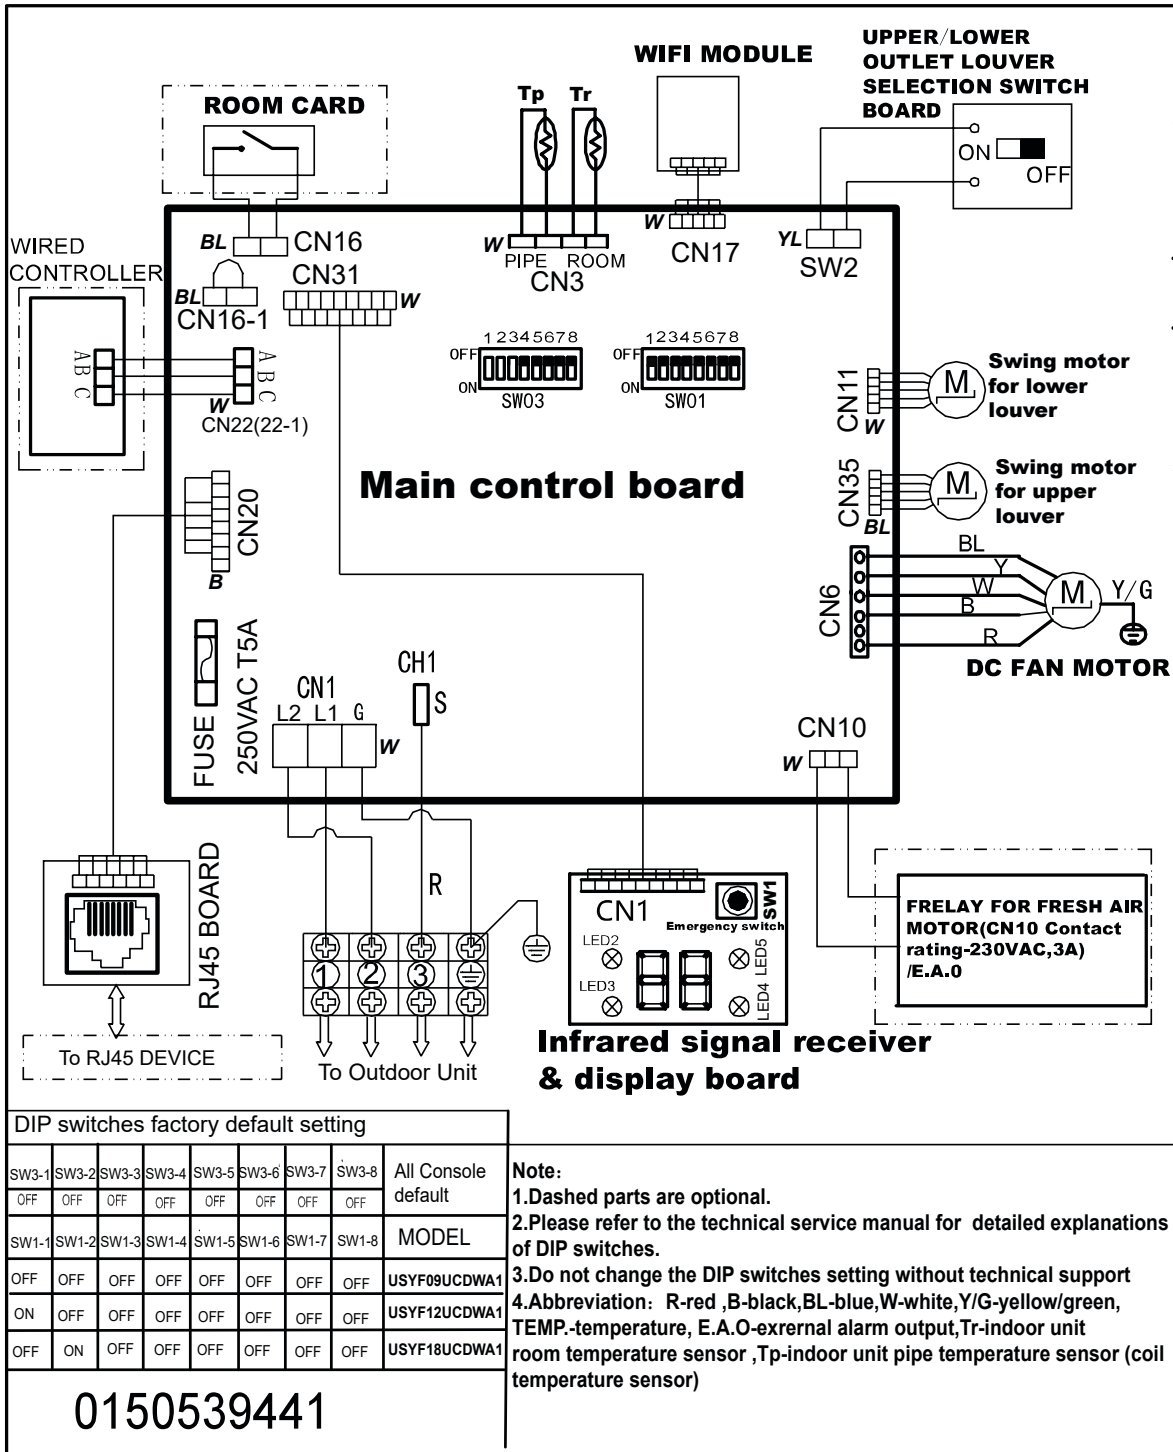 ROOM CARD
Tp
Tr
WIFI MODULE
UPPER/LOWER
OUTLET LOUVER
SELECTION SWITCH
BOARD
ON
OFF
WIRED
CONTROLLER
BL
CN16
CN31
W
BL
CN16-1
W
PIPE
ROOM
CN3
W
CN17
YL
SW2
A
B
C
A
B
C
W
CN22(22-1)
12345678
OFF
ON
SW03
12345678
OFF
ON
SW01
CN11
W
M
Swing motor
for lower
louver
Main control board
CN35
BL
M
Swing motor
for upper
louver
CN20
B
CN6
BL
Y
W
B
R
M
Y/G
DC FAN MOTOR
FUSE
250VAC T5A
CN1
L2
L1
G
W
CH1
S
CN10
W
RJ45 BOARD
R
1
2
3
To RJ45 DEVICE
To Outdoor Unit
CN1
SW1
Emergency switch
LED2
LED5
LED3
LED4
Infrared signal receiver
& display board
FRELAY FOR FRESH AIR
MOTOR(CN10 Contact
rating-230VAC,3A)
/E.A.0
DIP switches factory default setting
SW3-1 SW3-2 SW3-3 SW3-4 SW3-5 SW3-6 SW3-7 SW3-8 All Console
default
OFF OFF OFF OFF OFF OFF OFF OFF
SW1-1 SW1-2 SW1-3 SW1-4 SW1-5 SW1-6 SW1-7 SW1-8 MODEL
OFF OFF OFF OFF OFF OFF OFF OFF USYF09UCDWA1
ON OFF OFF OFF OFF OFF OFF OFF USYF12UCDWA1
OFF ON OFF OFF OFF OFF OFF OFF USYF18UCDWA1
0150539441
Note:
1.Dashed parts are optional.
2.Please refer to the technical service manual for detailed explanations
of DIP switches.
3.Do not change the DIP switches setting without technical support
4.Abbreviation: R-red ,B-black,BL-blue,W-white,Y/G-yellow/green,
TEMP.-temperature, E.A.O-exrernal alarm output,Tr-indoor unit
room temperature sensor ,Tp-indoor unit pipe temperature sensor (coil
temperature sensor)